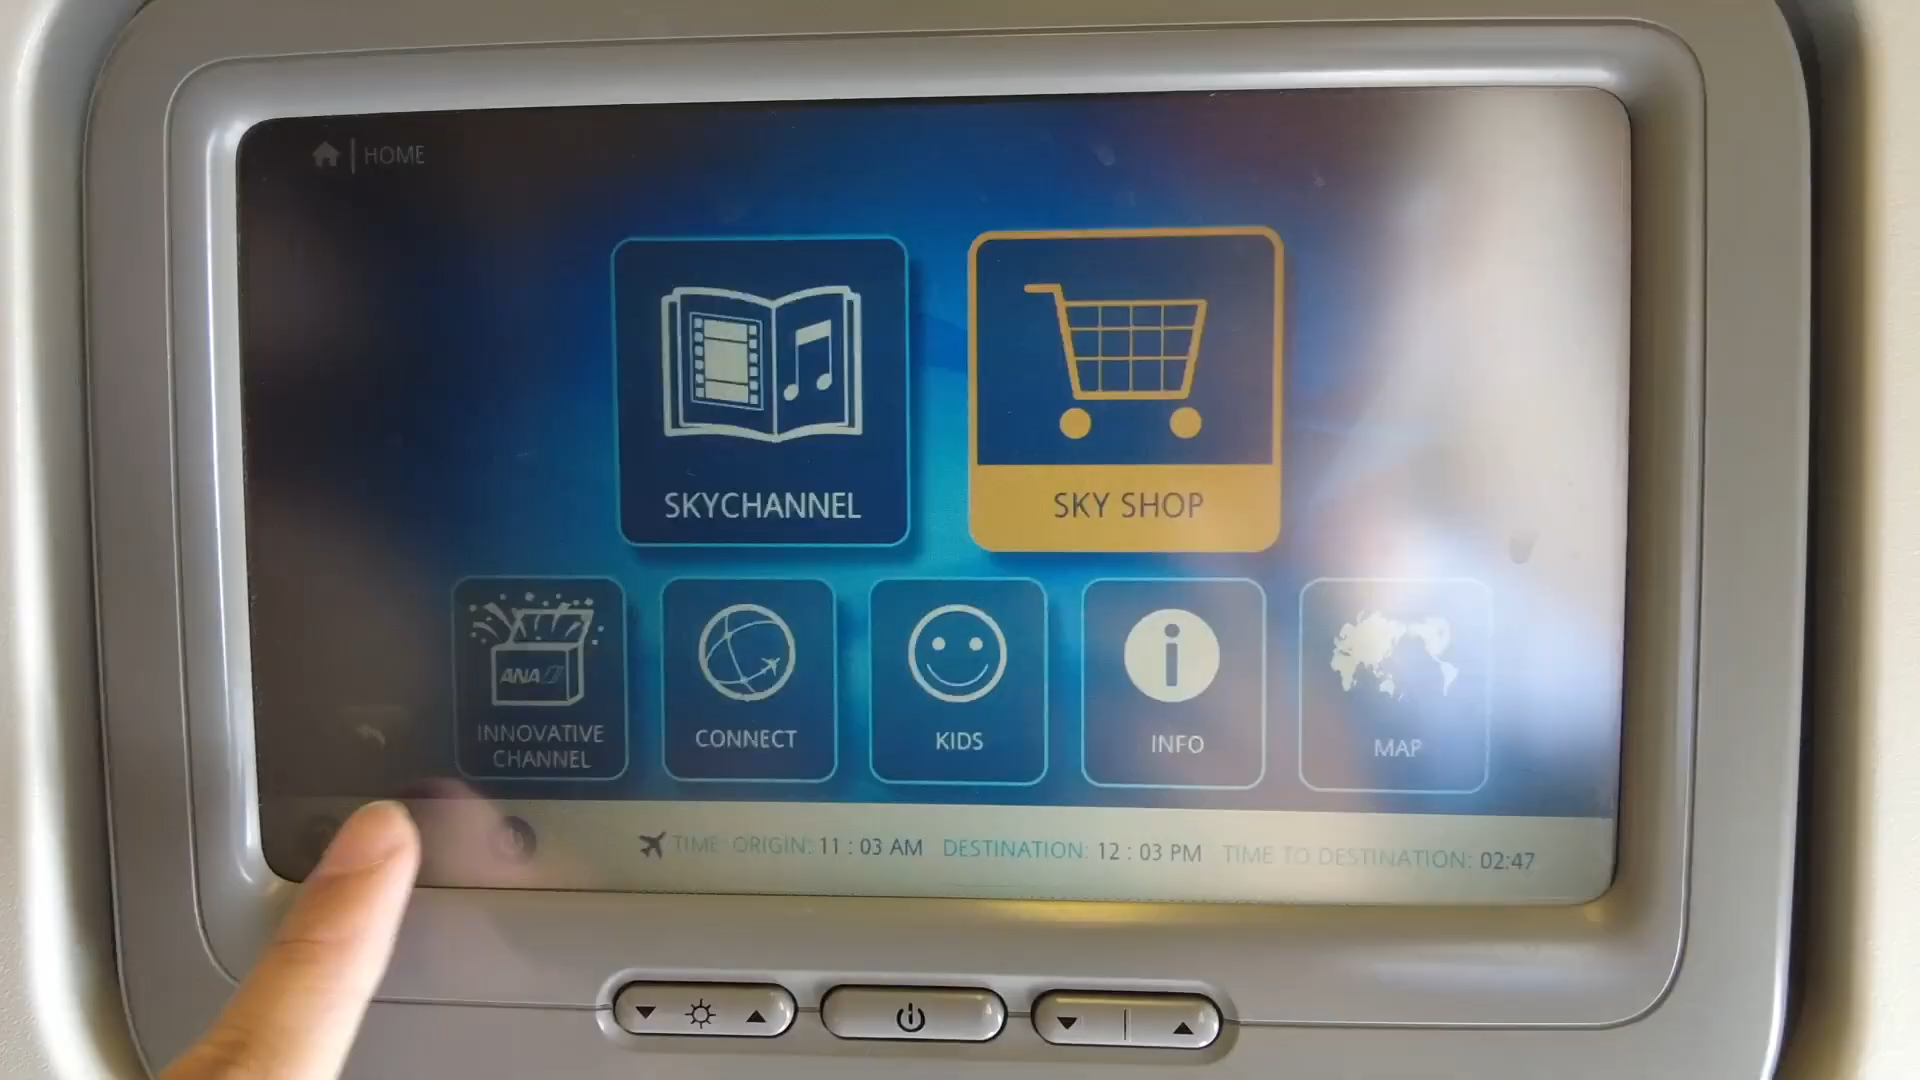 HOME
SKYCHANNEL
SKY SHOP
ANA
INNOVATIVE
CHANNEL
CONNECT
KIDS
INFO
MAP
TIME ORIGIN: 11 : 03 AM DESTINATION: 12 : 03 PM TIME TO DESTINATION: 02:47